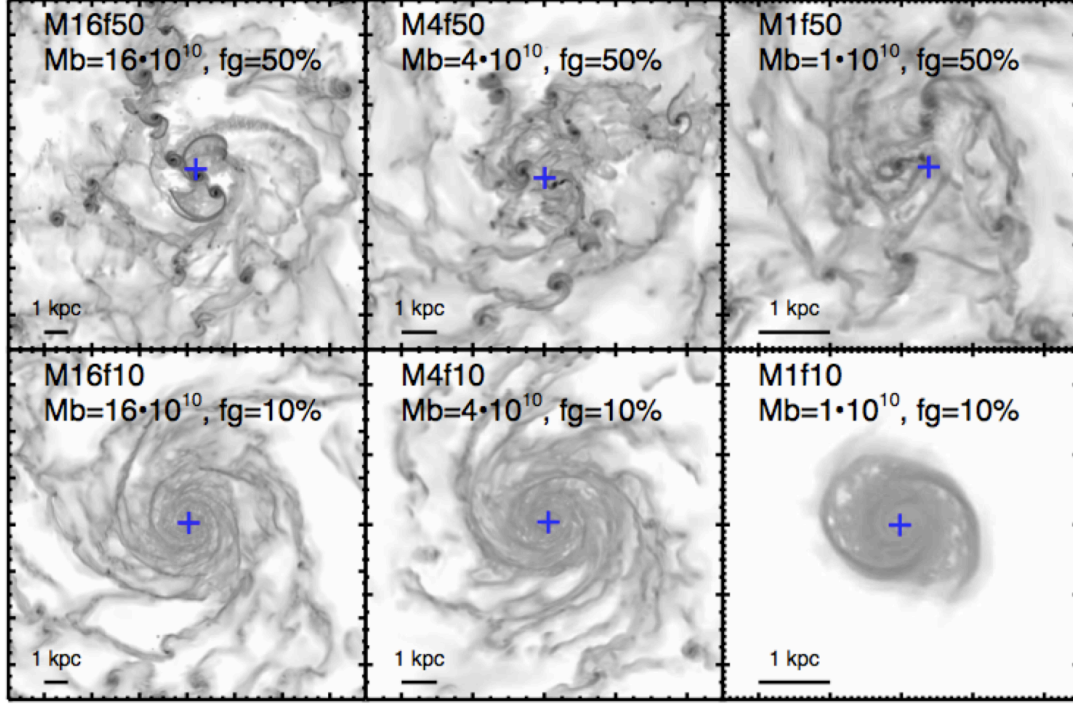 M16f50
Mb=16•10¹⁰, fg=50%
1 kpc
M4f50
Mb=4•10¹⁰, fg=50%
1 kpc
M1f50
Mb=1•10¹⁰, fg=50%
1 kpc
M16f10
Mb=16•10¹⁰, fg=10%
1 kpc
M4f10
Mb=4•10¹⁰, fg=10%
1 kpc
M1f10
Mb=1•10¹⁰, fg=10%
1 kpc